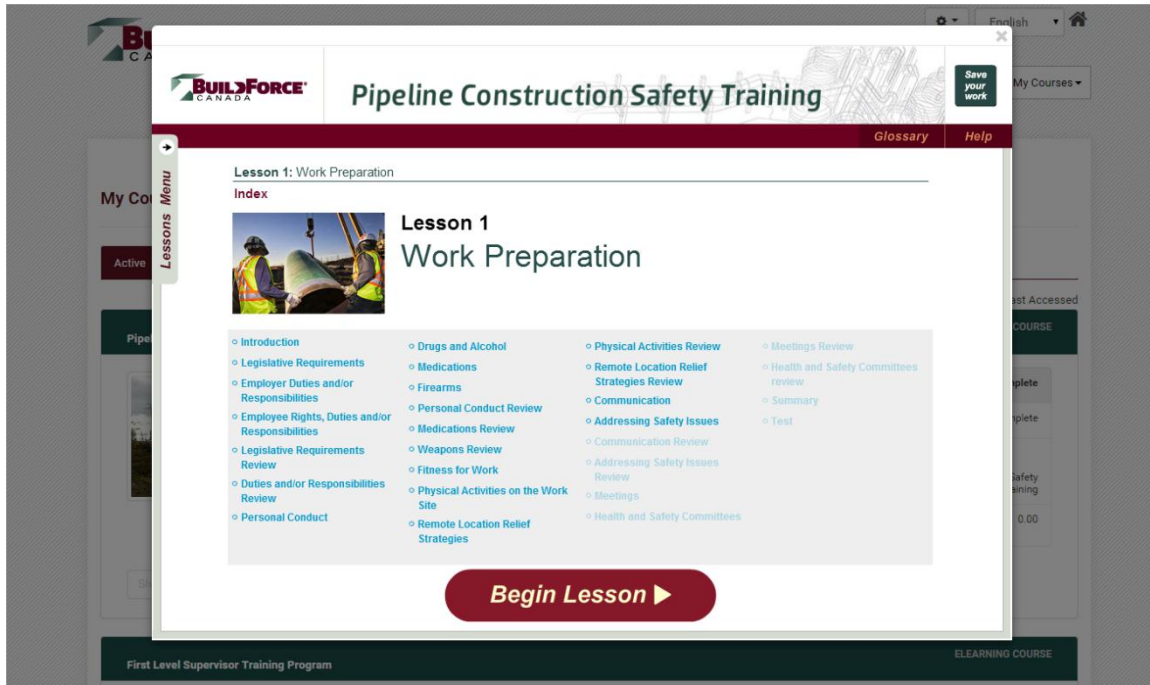 English
BUILDFORCE
CANADA
Pipeline Construction Safety Training
Save
your
work
My Courses
Glossary
Help
Lessons Menu
Lesson 1: Work Preparation
Index
Lesson 1
Work Preparation
My Cou
Active
ast Accessed
Pipel
COURSE
○ Introduction
○ Legislative Requirements
○ Employer Duties and/or
Responsibilities
○ Employee Rights, Duties and/or
Responsibilities
○ Legislative Requirements
Review
○ Duties and/or Responsibilities
Review
○ Personal Conduct
○ Drugs and Alcohol
○ Medications
○ Firearms
○ Personal Conduct Review
○ Medications Review
○ Weapons Review
○ Fitness for Work
○ Physical Activities on the Work
Site
○ Remote Location Relief
Strategies
○ Physical Activities Review
○ Remote Location Relief
Strategies Review
○ Communication
○ Addressing Safety Issues
○ Communication Review
○ Addressing Safety Issues
Review
○ Meetings
○ Health and Safety Committees
○ Meetings Review
○ Health and Safety Committees
review
○ Summary
○ Test
mplete
Safety
aining
0.00
Begin Lesson
First Level Supervisor Training Program
ELEARNING COURSE